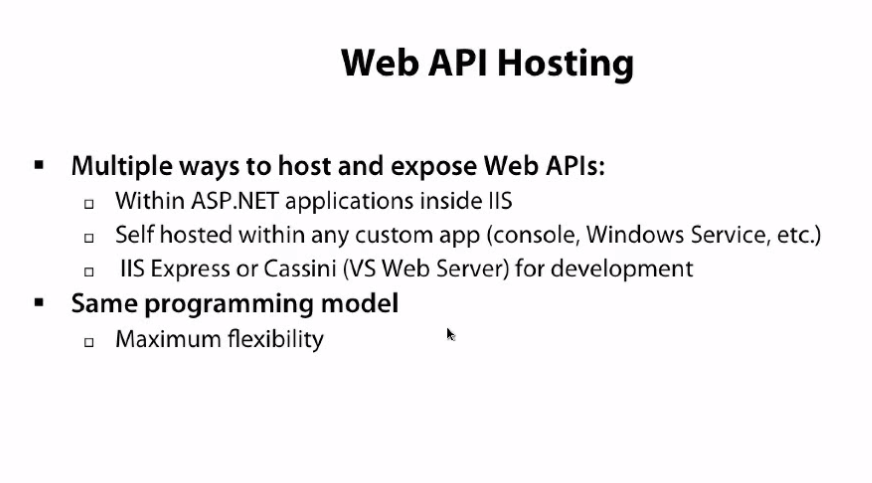 Web API Hosting
Multiple ways to host and expose Web APIs:
Within ASP.NET applications inside IIS
Self hosted within any custom app (console, Windows Service, etc.)
IIS Express or Cassini (VS Web Server) for development
Same programming model
Maximum flexibility